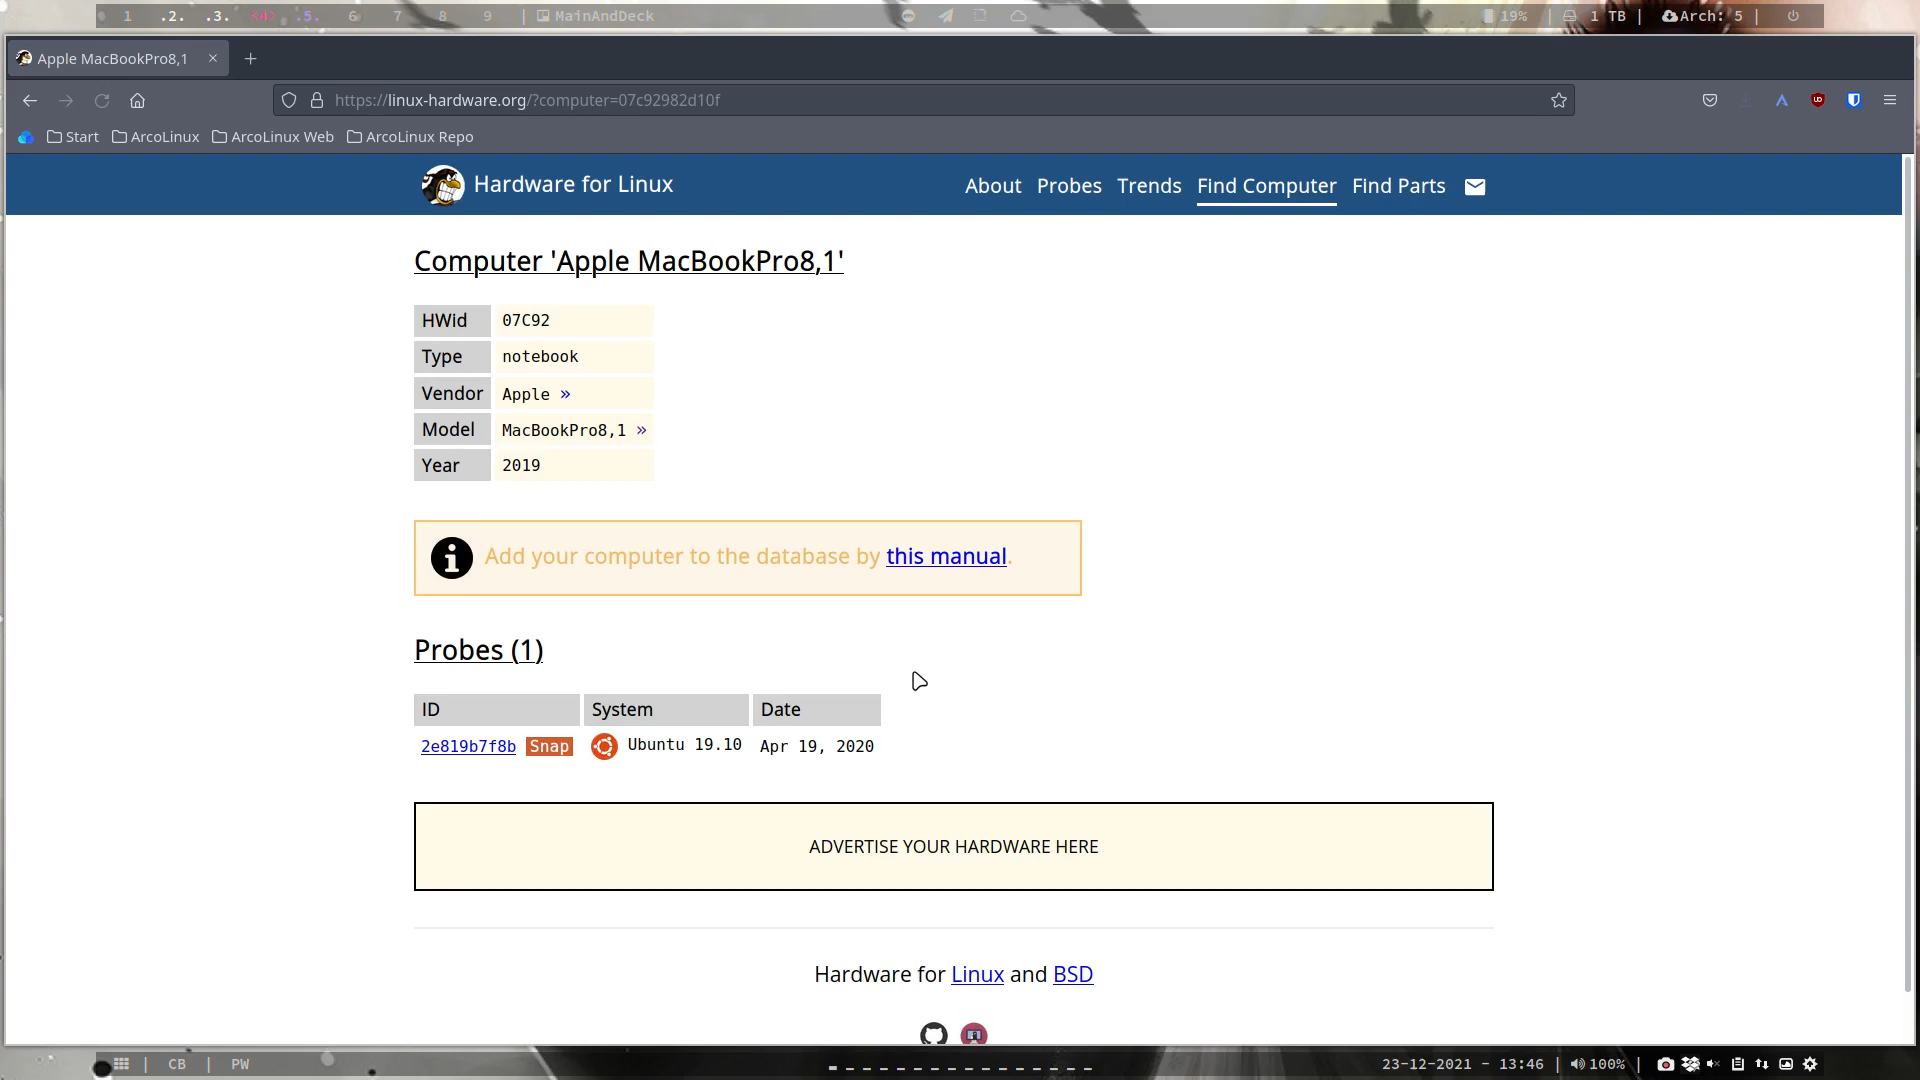 1 .2. .3. <4> .5. 6 7 8 9 | MainAndDeck 19% | 1 TB | Arch: 5 |
Apple MacBookPro8,1
https://linux-hardware.org/?computer=07c92982d10f
Start ArcoLinux ArcoLinux Web ArcoLinux Repo
Hardware for Linux About Probes Trends Find Computer Find Parts
Computer 'Apple MacBookPro8,1'
HWid 07C92
Type notebook
Vendor Apple »
Model MacBookPro8,1 »
Year 2019
Add your computer to the database by this manual.
Probes (1)
ID System Date
2e819b7f8b Snap Ubuntu 19.10 Apr 19, 2020
ADVERTISE YOUR HARDWARE HERE
Hardware for Linux and BSD
| CB | PW 23-12-2021 - 13:46 | 100% |